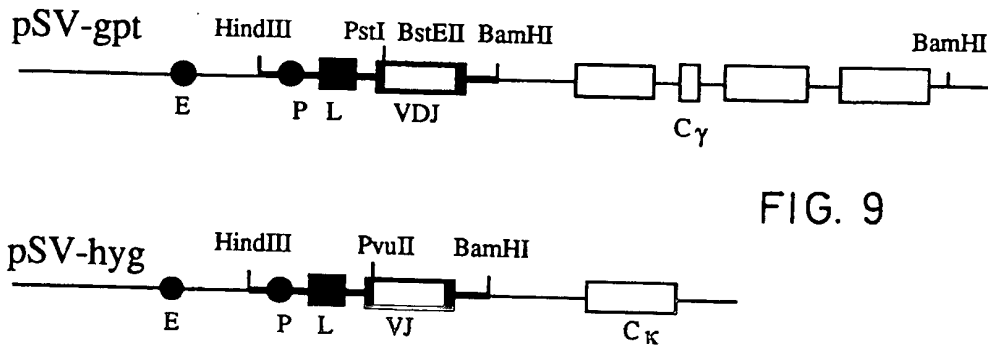 pSV-gpt
HindIII PstI BstEII BamHI BamHI
E P L VDJ Cγ
FIG. 9
pSV-hyg
HindIII PvuII BamHI
E P L VJ Cκ